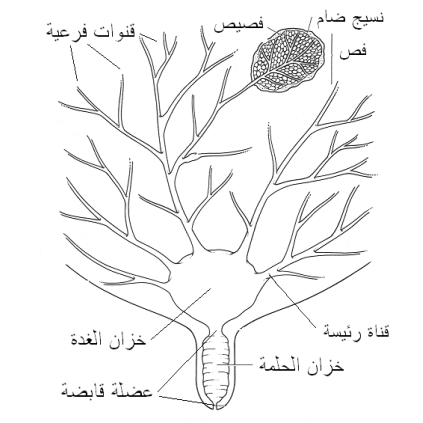 نسيج ضام
فصيص
قنوات فرعية
فص
قناة رئيسة
خزان الغدة
خزان الحلمة
عضلة قابضة